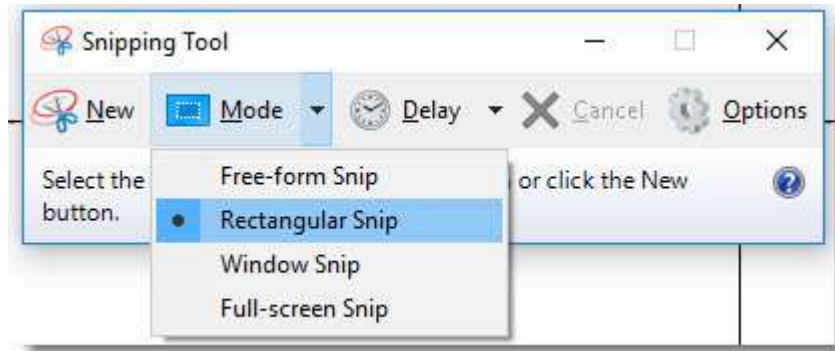 Snipping Tool
New Mode Delay Cancel Options
Select the or click the New
button.
Free-form Snip
Rectangular Snip
Window Snip
Full-screen Snip